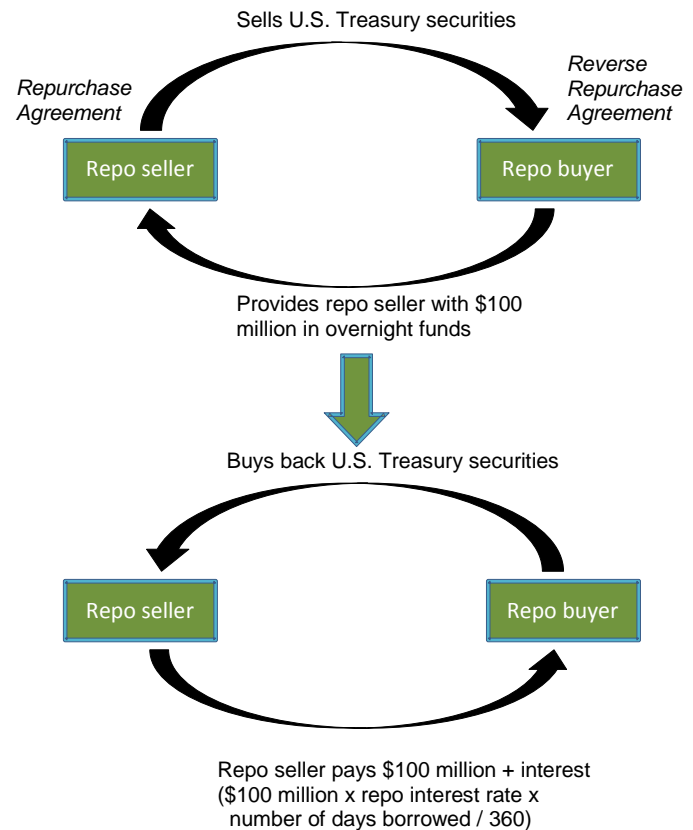 Sells U.S. Treasury securities
Repurchase
Agreement
Reverse
Repurchase
Agreement
Repo seller
Repo buyer
Provides repo seller with $100
million in overnight funds
Buys back U.S. Treasury securities
Repo seller
Repo buyer
Repo seller pays $100 million + interest
($100 million x repo interest rate x
number of days borrowed / 360)